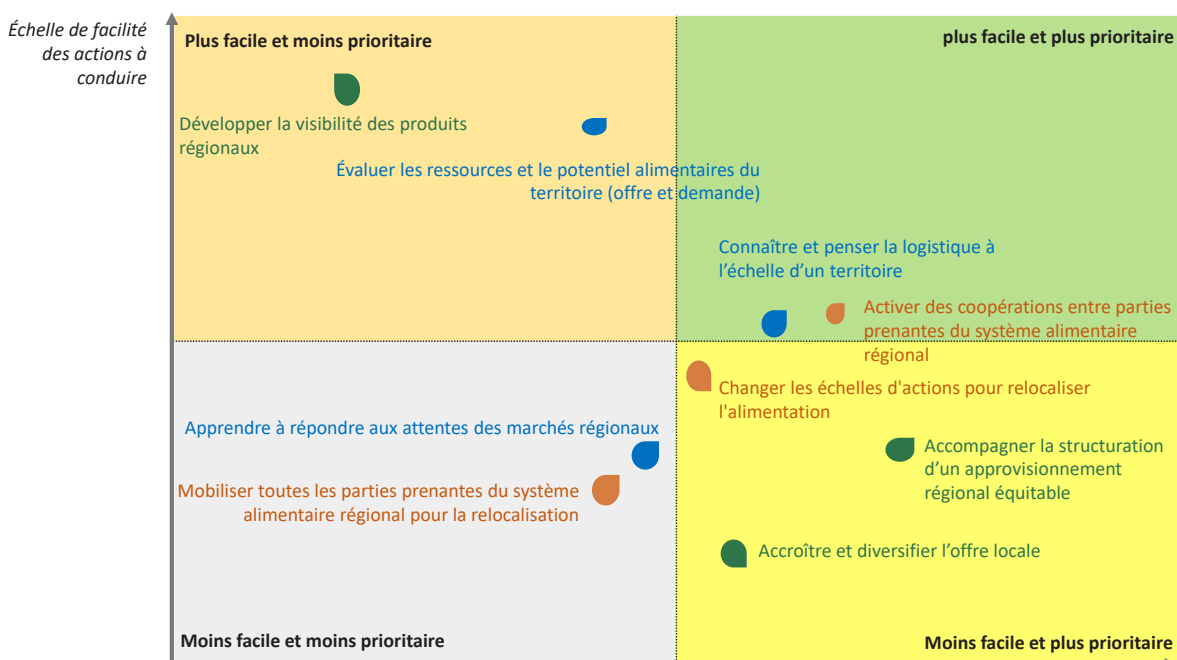 Échelle de facilité
des actions à
conduire
Plus facile et moins prioritaire
plus facile et plus prioritaire
Développer la visibilité des produits
régionaux
Évaluer les ressources et le potentiel alimentaires du
territoire (offre et demande)
Connaître et penser la logistique à
l’échelle d’un territoire
Activer des coopérations entre parties
prenantes du système alimentaire
régional
Changer les échelles d'actions pour relocaliser
l'alimentation
Apprendre à répondre aux attentes des marchés régionaux
Accompagner la structuration
d’un approvisionnement
régional équitable
Mobiliser toutes les parties prenantes du système
alimentaire régional pour la relocalisation
Accroître et diversifier l’offre locale
Moins facile et moins prioritaire
Moins facile et plus prioritaire